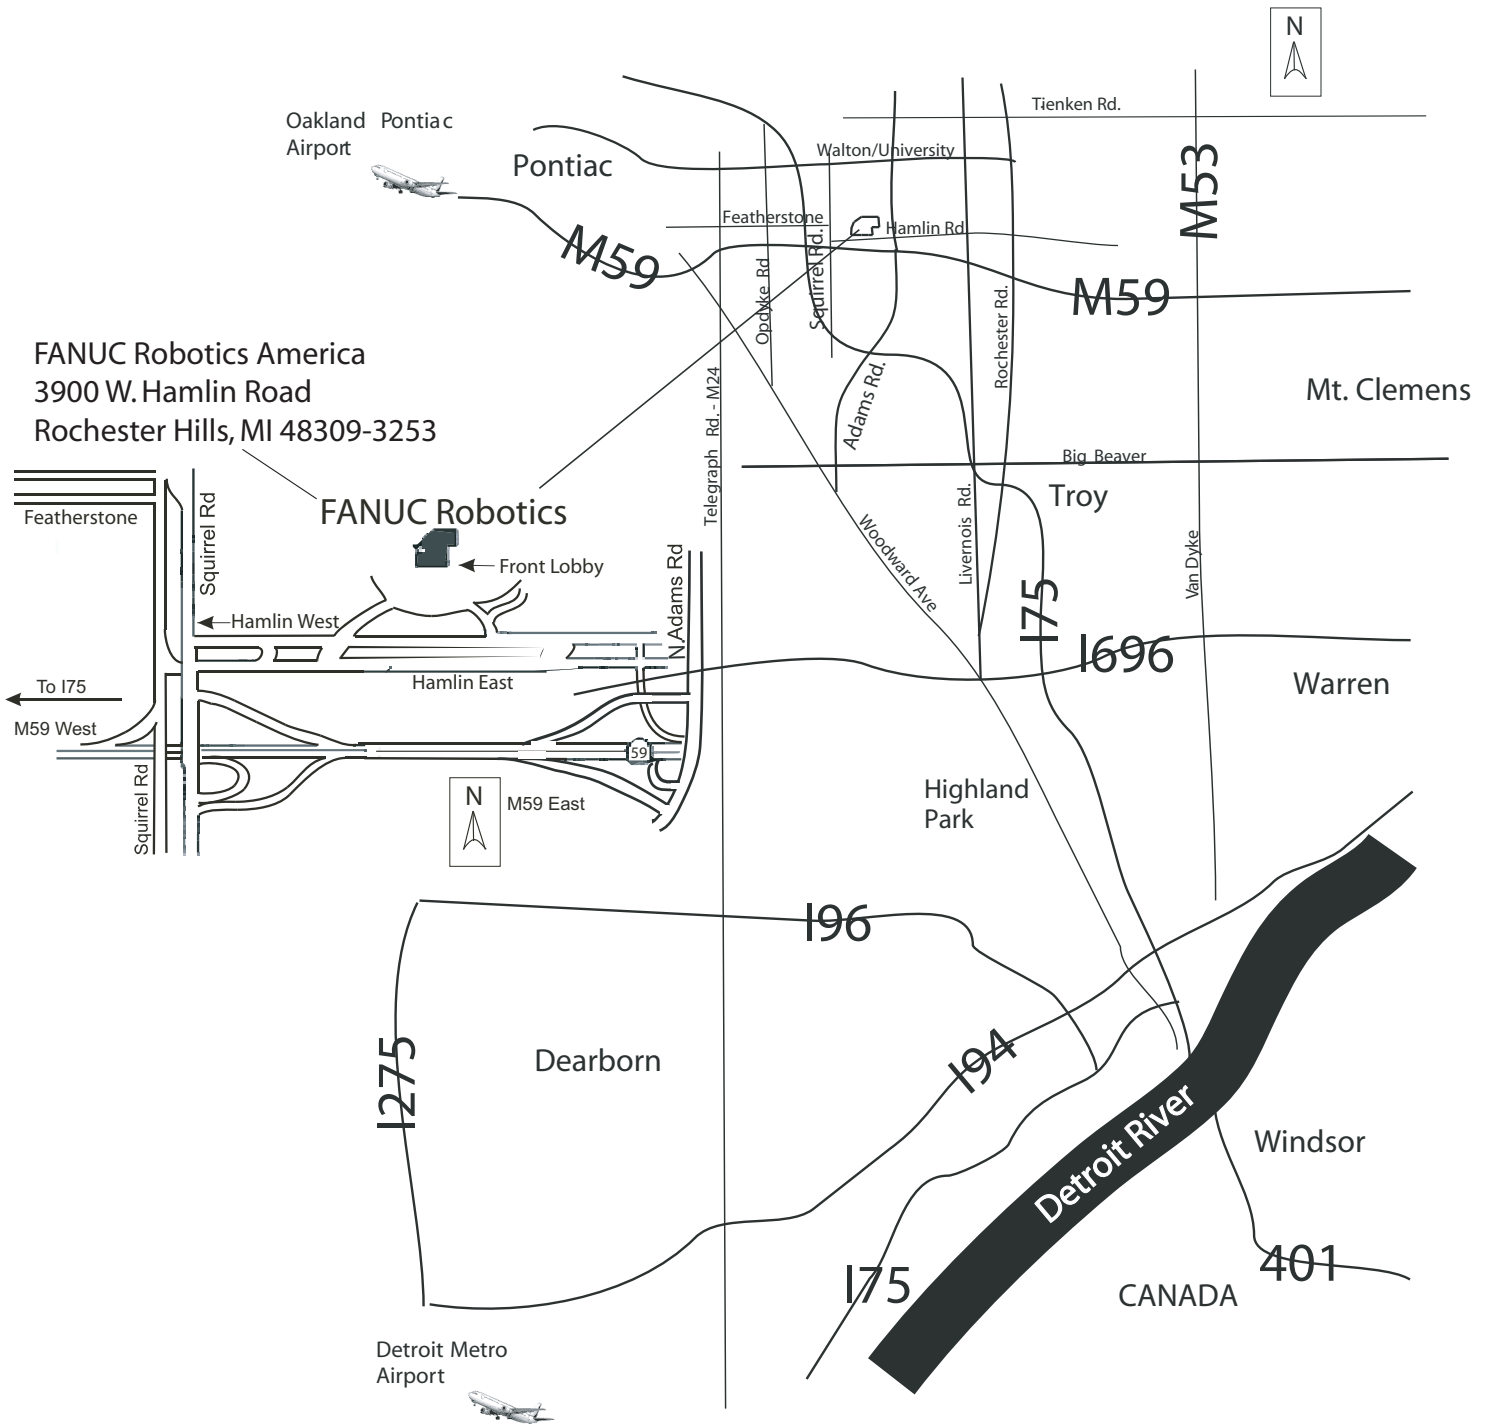 N
Tienken Rd.
Oakland Pontiac
Airport
Pontiac
Walton/University
M53
Featherstone
Hamlin Rd.
M59
Squirrel Rd.
Opdyke Rd
M59
Rochester Rd.
FANUC Robotics America
3900 W. Hamlin Road
Rochester Hills, MI 48309-3253
Mt. Clemens
Adams Rd.
Telegraph Rd. - M24
Big Beaver
Troy
Livernois Rd.
Woodward Ave
Van Dyke
I75
I696
Warren
FANUC Robotics
Featherstone
Squirrel Rd
Front Lobby
N.Adams Rd
Hamlin West
Hamlin East
To I75
M59 West
59
Squirrel Rd
N
M59 East
Highland
Park
I96
I275
Dearborn
I94
Detroit River
Windsor
I75
401
CANADA
Detroit Metro
Airport